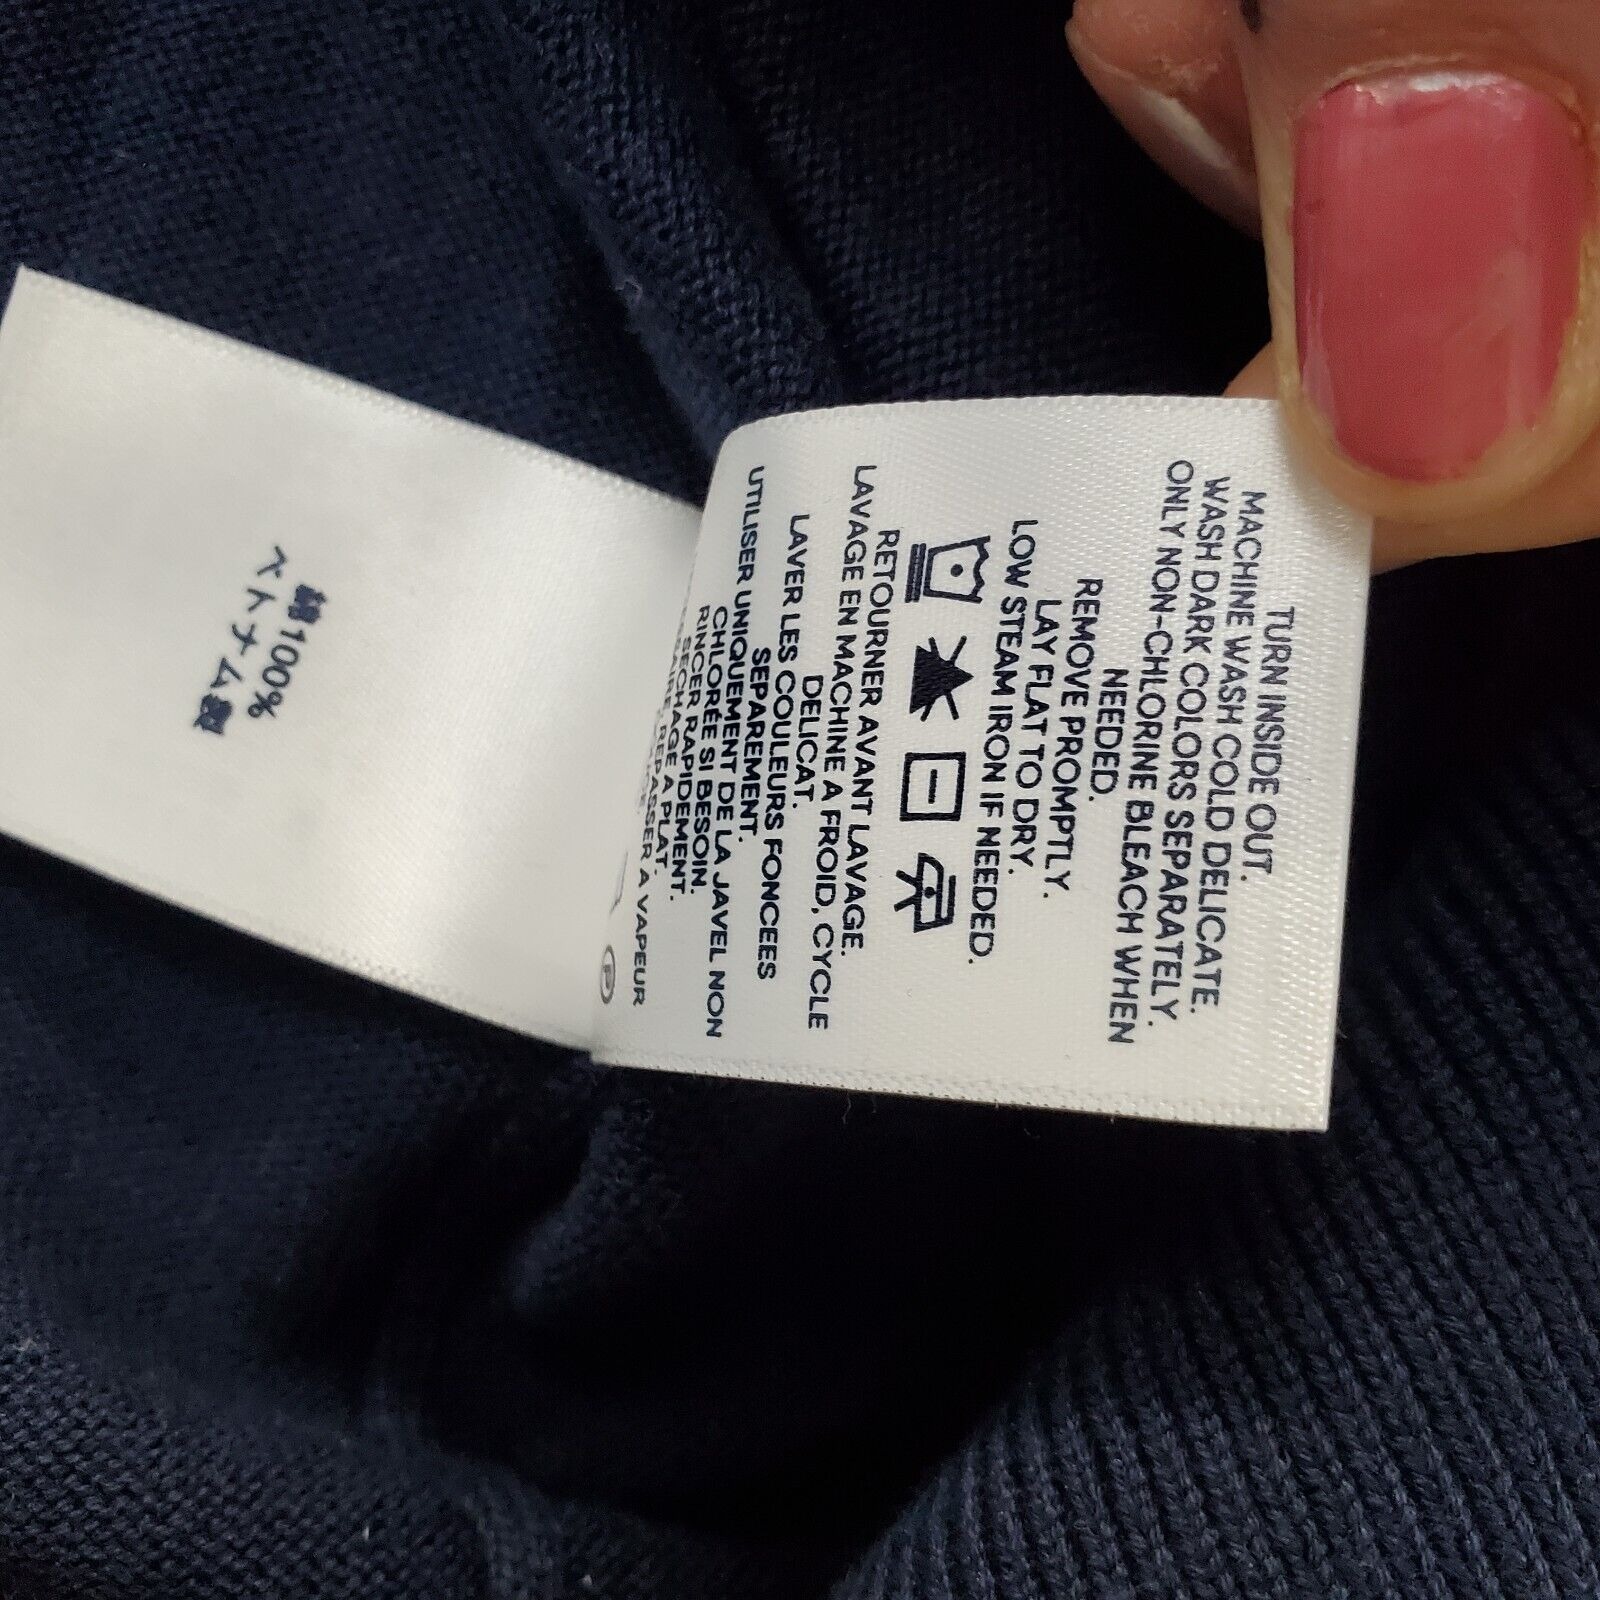 TURN INSIDE OUT.
MACHINE WASH COLD DELICATE.
WASH DARK COLORS SEPARATELY.
ONLY NON-CHLORINE BLEACH WHEN
NEEDED.
REMOVE PROMPTLY.
LAY FLAT TO DRY.
LOW STEAM IRON IF NEEDED.
RETOURNER AVANT LAVAGE.
LAVAGE EN MACHINE A FROID, CYCLE
DELICAT.
LAVER LES COULEURS FONCEES
SEPAREMENT.
UTILISER UNIQUEMENT DE LA JAVEL NON
CHLORÉE SI BESOIN.
RINCER RAPIDEMENT.
SECHAGE A PLAT.
REPASSER A VAPEUR
P
綿100%
ベトナム製